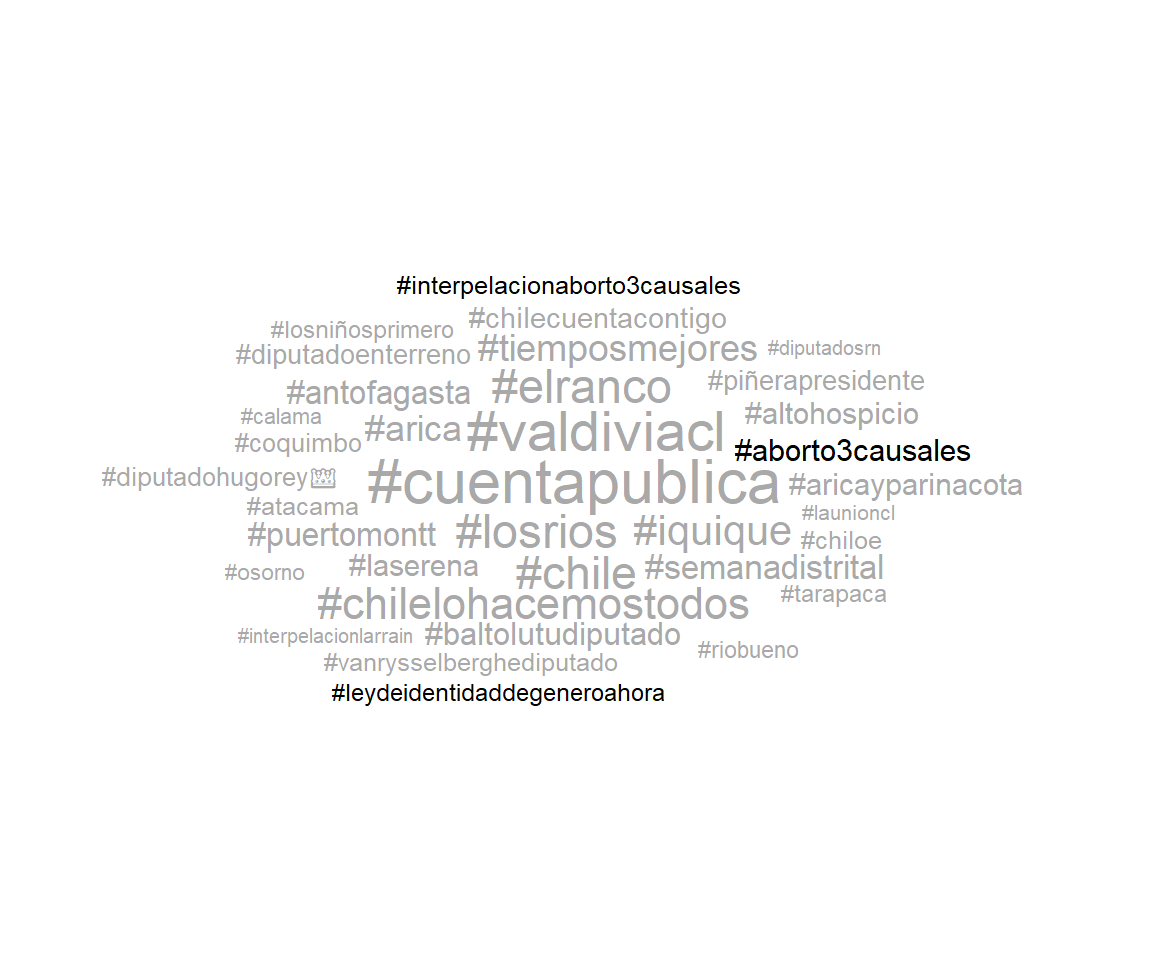 #interpelacionaborto3causales
#chilecuentacontigo
#losniñosprimero
#tiemposmejores
#diputadosrn
#diputadoenterreno
#piñerapresidente
#elranco
#antofagasta
#altohospicio
#calama
#arica
#valdiviacl
#coquimbo
#aborto3causales
#diputadohugorey
#cuentapublica
#aricayparinacota
#atacama
#launioncl
#puertomontt
#losrios
#iquique
#chiloe
#osorno
#laserena
#chile
#semanadistrital
#tarapaca
#chilelohacemostodos
#interpelacionlarrain
#baltolutudiputado
#riobueno
#vanrysselberghediputado
#leydeidentidaddegeneroahora